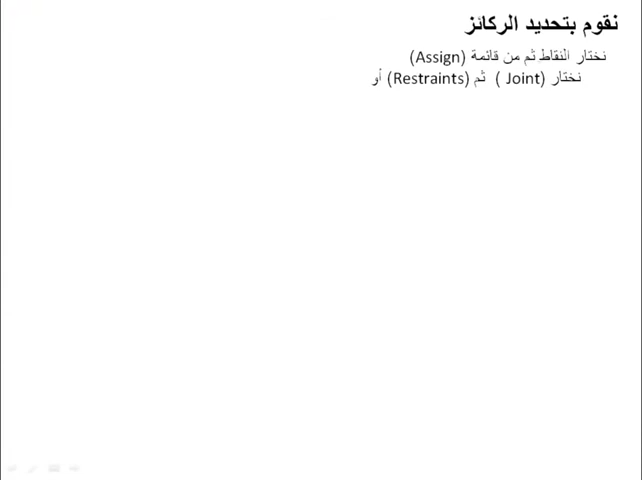 نقوم بتحديد الركائز
نختار النقاط ثم من قائمة (Assign)
نختار (Joint ) ثم (Restraints) أو